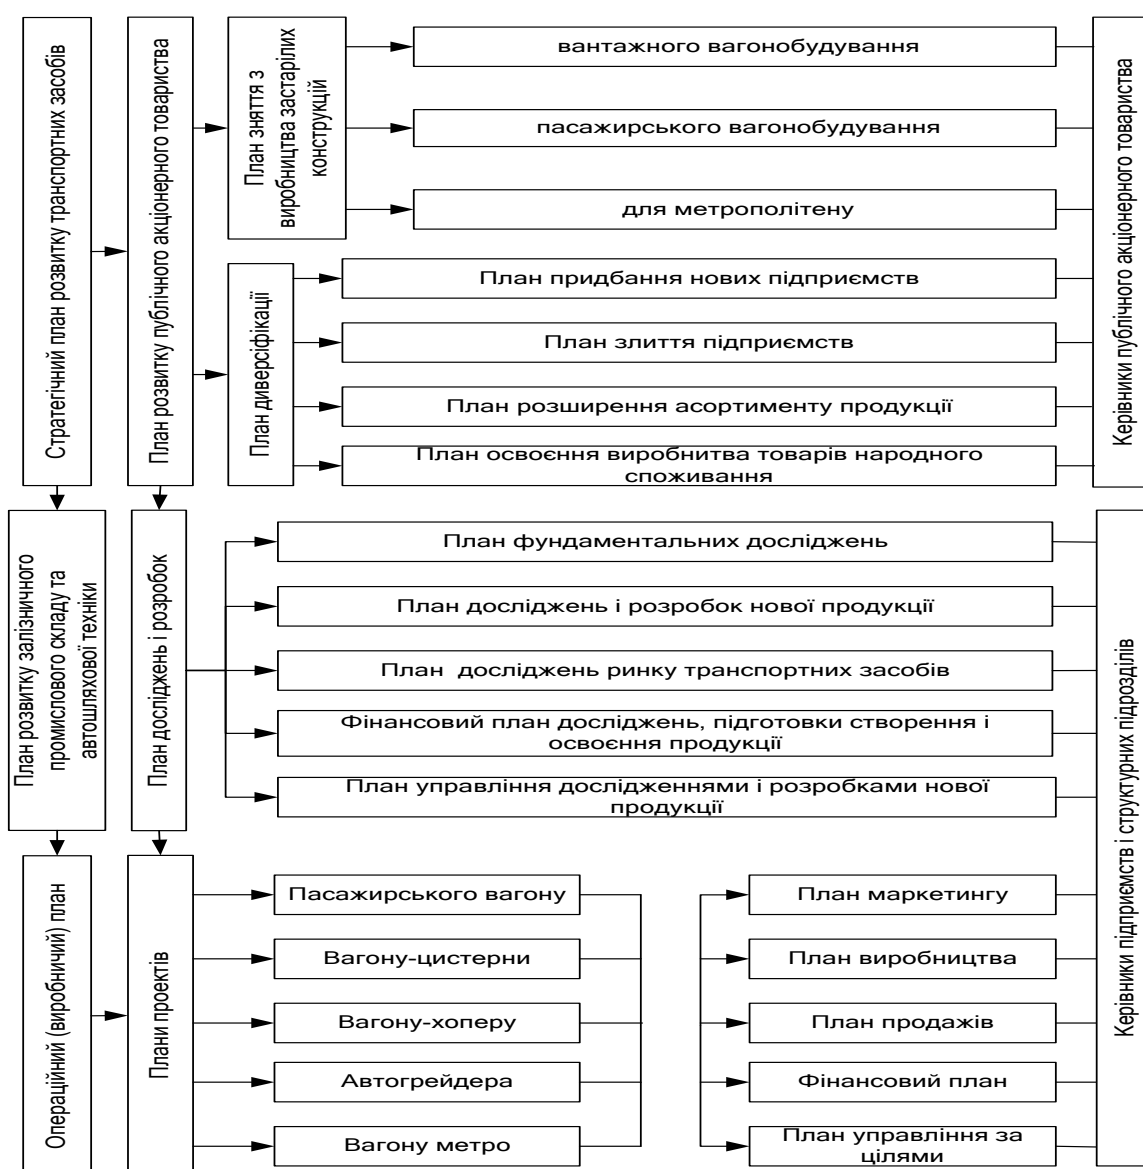 Стратегічний план розвитку транспортних засобів
План розвитку публічного акціонерного товариства
План зняття з
виробництва застарілих
конструкцій
вантажного вагонобудування
пасажирського вагонобудування
для метрополітену
План диверсіфікації
План придбання нових підприємств
План злиття підприємств
План розширення асортименту продукції
План освоєння виробнитва товарів народного
споживання
Керівники публічного акціонерного товариства
План розвитку залізничного
промислового складу та
автошляхової техніки
План досліджень і розробок
План фундаментальних досліджень
План досліджень і розробок нової продукції
План досліджень ринку транспортних засобів
Фінансовий план досліджень, підготовки створення і
освоєння продукції
План управління дослідженнями і розробками нової
продукції
Операційний (виробничий) план
Плани проектів
Пасажирського вагону
Вагону-цистерни
Вагону-хоперу
Автогрейдера
Вагону метро
План маркетингу
План виробництва
План продажів
Фінансовий план
План управління за
цілями
Керівники підприємств і структурних підрозділів